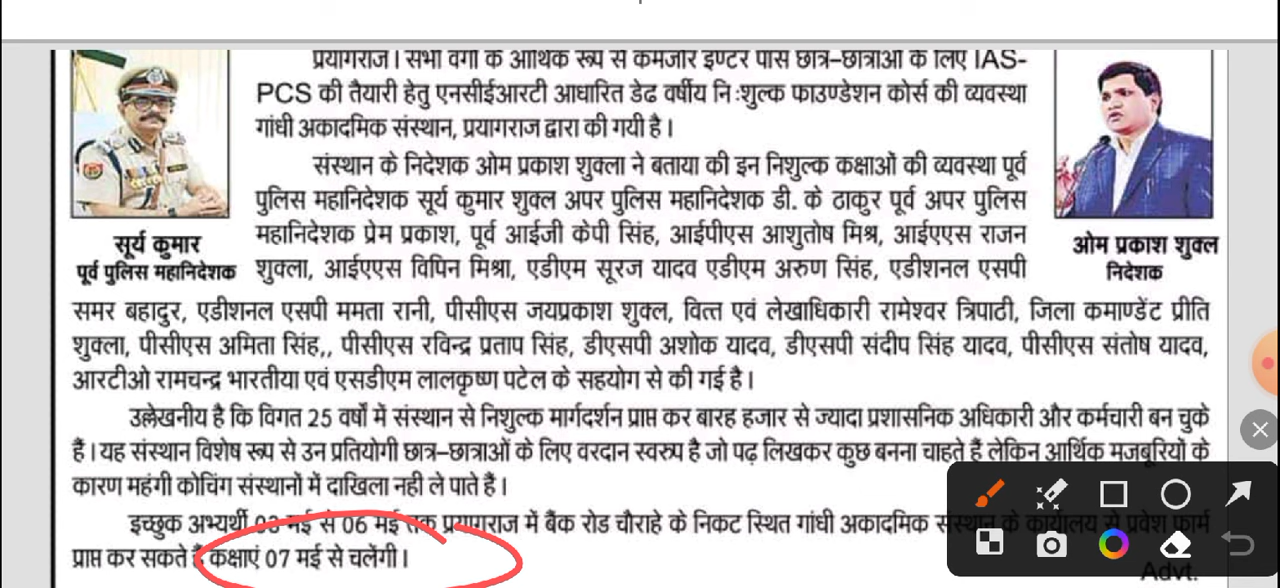 प्रयागराज। सभी वर्गो के आर्थिक रूप से कमजोर इण्टर पास छात्र-छात्राओं के लिए IAS-
PCS की तैयारी हेतु एनसीईआरटी आधारित डेढ वर्षीय नि:शुल्क फाउण्डेशन कोर्स की व्यवस्था
गांधी अकादमिक संस्थान, प्रयागराज द्वारा की गयी है।
संस्थान के निदेशक ओम प्रकाश शुक्ला ने बताया की इन निशुल्क कक्षाओं की व्यवस्था पूर्व
पुलिस महानिदेशक सूर्य कुमार शुक्ल अपर पुलिस महानिदेशक डी. के ठाकुर पूर्व अपर पुलिस
महानिदेशक प्रेम प्रकाश, पूर्व आईजी केपी सिंह, आईपीएस आशुतोष मिश्र, आईएएस राजन
शुक्ला, आईएएस विपिन मिश्रा, एडीएम सूरज यादव एडीएम अरुण सिंह, एडीशनल एसपी
सूर्य कुमार
पूर्व पुलिस महानिदेशक
ओम प्रकाश शुक्ल
निदेशक
समर बहादुर, एडीशनल एसपी ममता रानी, पीसीएस जयप्रकाश शुक्ल, वित्त एवं लेखाधिकारी रामेश्वर त्रिपाठी, जिला कमाण्डेंट प्रीति
शुक्ला, पीसीएस अमिता सिंह,, पीसीएस रविन्द्र प्रताप सिंह, डीएसपी अशोक यादव, डीएसपी संदीप सिंह यादव, पीसीएस संतोष यादव,
आरटीओ रामचन्द्र भारतीया एवं एसडीएम लालकृष्ण पटेल के सहयोग से की गई है।
उल्लेखनीय है कि विगत 25 वर्षों में संस्थान से निशुल्क मार्गदर्शन प्राप्त कर बारह हजार से ज्यादा प्रशासनिक अधिकारी और कर्मचारी बन चुके
हैं। यह संस्थान विशेष रूप से उन प्रतियोगी छात्र-छात्राओं के लिए वरदान स्वरुप है जो पढ़ लिखकर कुछ बनना चाहते हैं लेकिन आर्थिक मजबूरियों के
कारण महंगी कोचिंग संस्थानों में दाखिला नही ले पाते है।
इच्छुक अभ्यर्थी 03 मई से 06 मई तक प्रयागराज में बैंक रोड चौराहे के निकट स्थित गांधी अकादमिक संस्थान के कार्यालय से प्रवेश फार्म
प्राप्त कर सकते हैं कक्षाएं 07 मई से चलेंगी।
Advt.